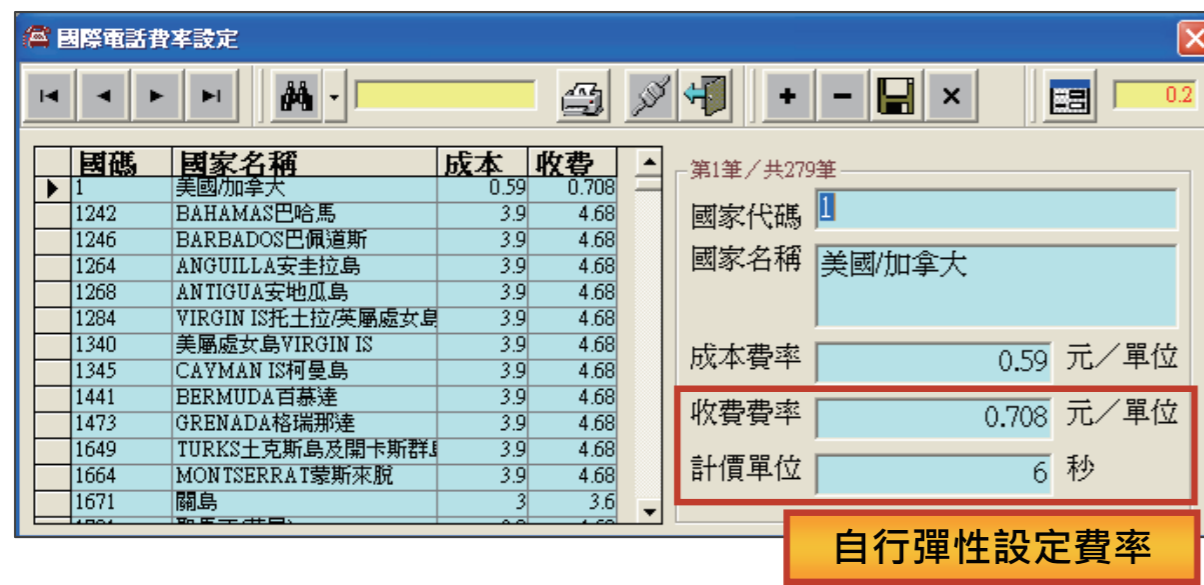 國際電話費率設定
0.2
國碼 國家名稱 成本 收費
1 美國/加拿大 0.59 0.708
1242 BAHAMAS巴哈馬 3.9 4.68
1246 BARBADOS巴佩道斯 3.9 4.68
1264 ANGUILLA安圭拉島 3.9 4.68
1268 ANTIGUA安地瓜島 3.9 4.68
1284 VIRGIN IS托土拉/英屬處女島 3.9 4.68
1340 美屬處女島VIRGIN IS 3.9 4.68
1345 CAYMAN IS柯曼島 3.9 4.68
1441 BERMUDA百慕達 3.9 4.68
1473 GRENADA格瑞那達 3.9 4.68
1649 TURKS土克斯島及開卡斯群島 3.9 4.68
1664 MONTSERRAT蒙斯來脫 3.9 4.68
1671 關島 3 3.6
第1筆/共279筆
國家代碼 1
國家名稱 美國/加拿大
成本費率 0.59 元/單位
收費費率 0.708 元/單位
計價單位 6 秒
自行彈性設定費率